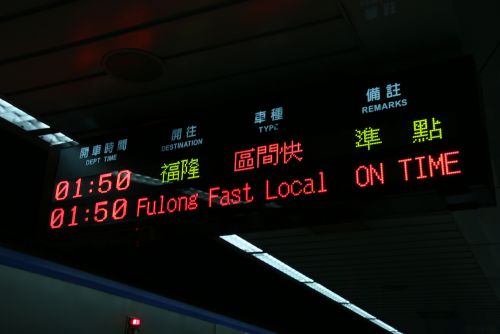 開車時間 開往 車種 備註
DEPT TIME DESTINATION TYPE REMARKS
01:50 福隆 區間快 準點
01:50 Fulong Fast Local ON TIME